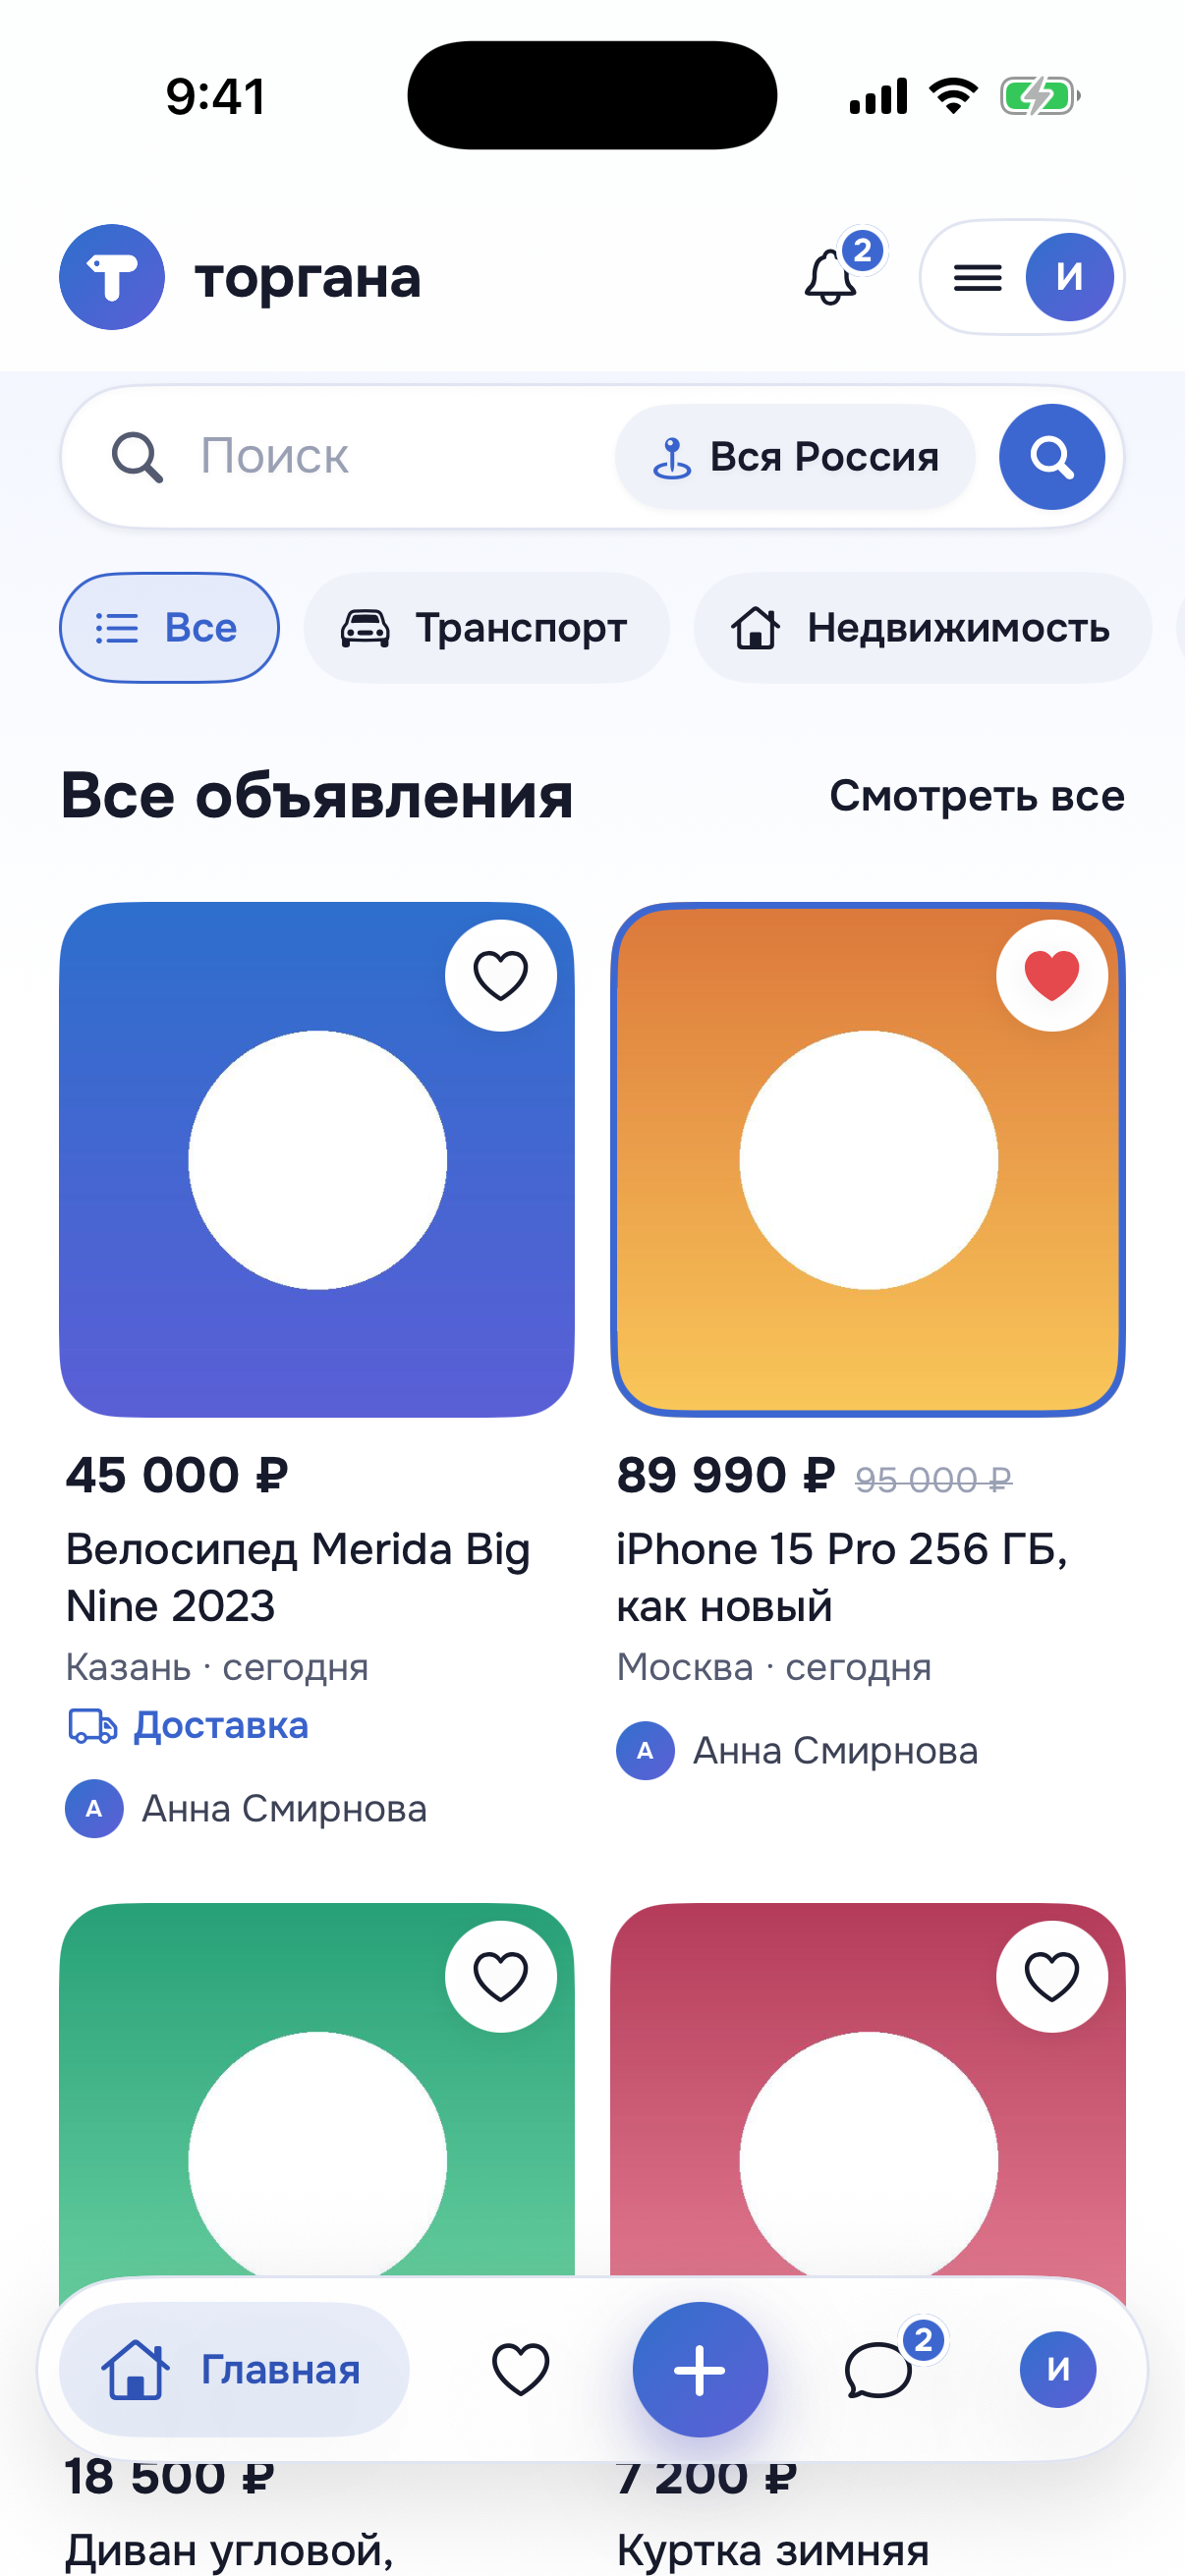 9:41
торгана
2
И
Поиск
Вся Россия
Все
Транспорт
Недвижимость
Все объявления
Смотреть все
45 000 ₽
Велосипед Merida Big
Nine 2023
Казань · сегодня
Доставка
А Анна Смирнова
89 990 ₽ 95 000 ₽
iPhone 15 Pro 256 ГБ,
как новый
Москва · сегодня
А Анна Смирнова
18 500 ₽
Диван угловой,
7 200 ₽
Куртка зимняя
Главная
2
И